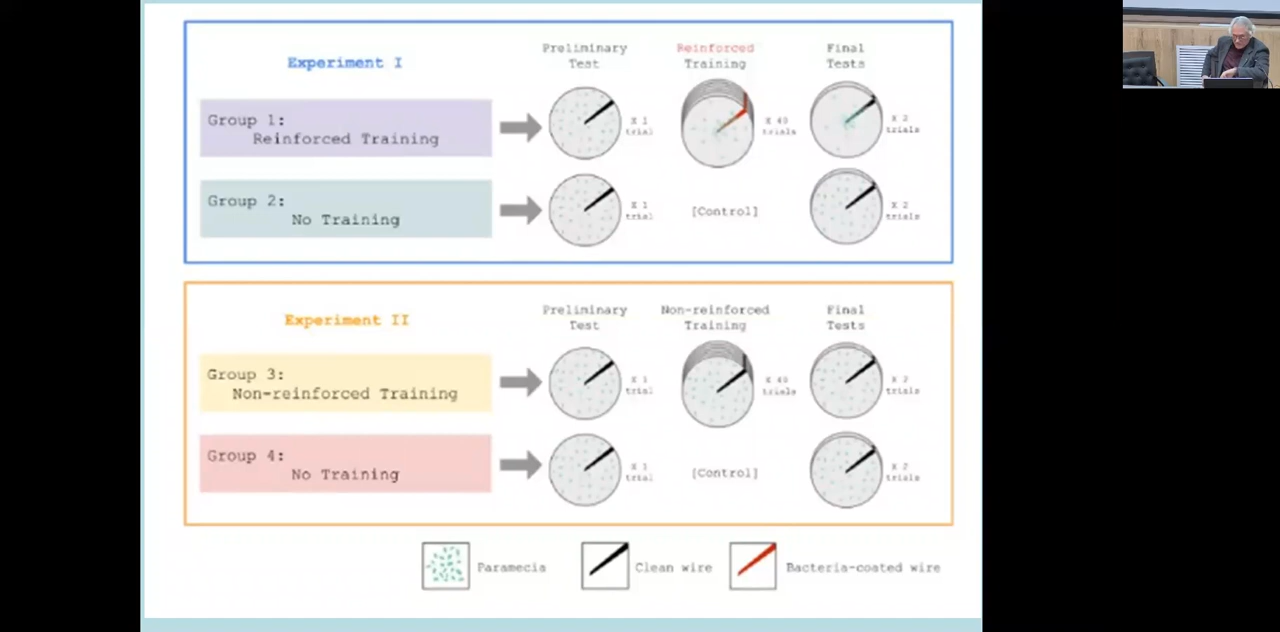 Experiment I
Preliminary
Test
Reinforced
Training
Final
Tests
Group 1:
Reinforced Training
X 1
trial
X 40
trials
X 2
trials
Group 2:
No Training
X 1
trial
[Control]
X 2
trials
Experiment II
Preliminary
Test
Non-reinforced
Training
Final
Tests
Group 3:
Non-reinforced Training
X 1
trial
X 40
trials
X 2
trials
Group 4:
No Training
X 1
trial
[Control]
X 2
trials
Paramecia
Clean wire
Bacteria-coated wire